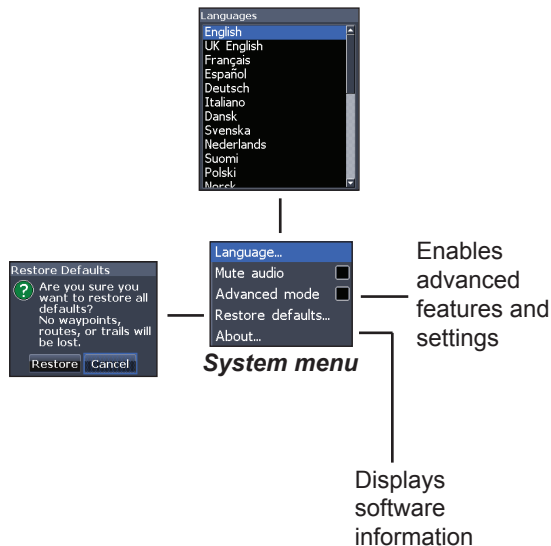 Languages
English
UK English
Français
Español
Deutsch
Italiano
Dansk
Svenska
Nederlands
Suomi
Polski
Norsk
Language...
Mute audio
Advanced mode
Restore defaults...
About...
System menu
Restore Defaults
? Are you sure you
want to restore all
defaults?
No waypoints,
routes, or trails will
be lost.
Restore Cancel
Enables
advanced
features and
settings
Displays
software
information